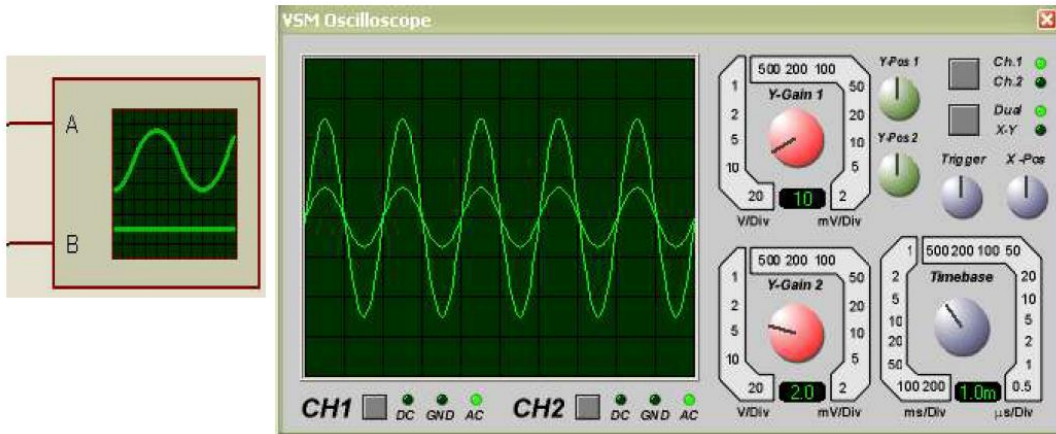 VSM Oscilloscope
A
B
500 200 100
1
2
5
10
20
50
20
10
5
2
Y-Gain 1
10
V/Div
mV/Div
Y-Pos 1
Y-Pos 2
Ch.1
Ch.2
Dual
X-Y
Trigger
X-Pos
500 200 100
1
2
5
10
20
50
20
10
5
2
Y-Gain 2
2.0
V/Div
mV/Div
1
500 200 100 50
2
5
10
20
50
100 200
20
10
5
2
1
0.5
Timebase
1.0m
ms/Div
µs/Div
CH1
DC
GND
AC
CH2
DC
GND
AC